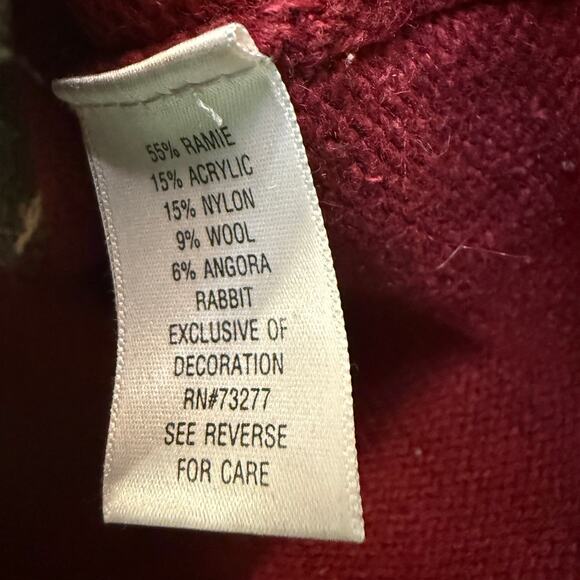 55% RAMIE
15% ACRYLIC
15% NYLON
9% WOOL
6% ANGORA
RABBIT
EXCLUSIVE OF
DECORATION
RN#73277
SEE REVERSE
FOR CARE